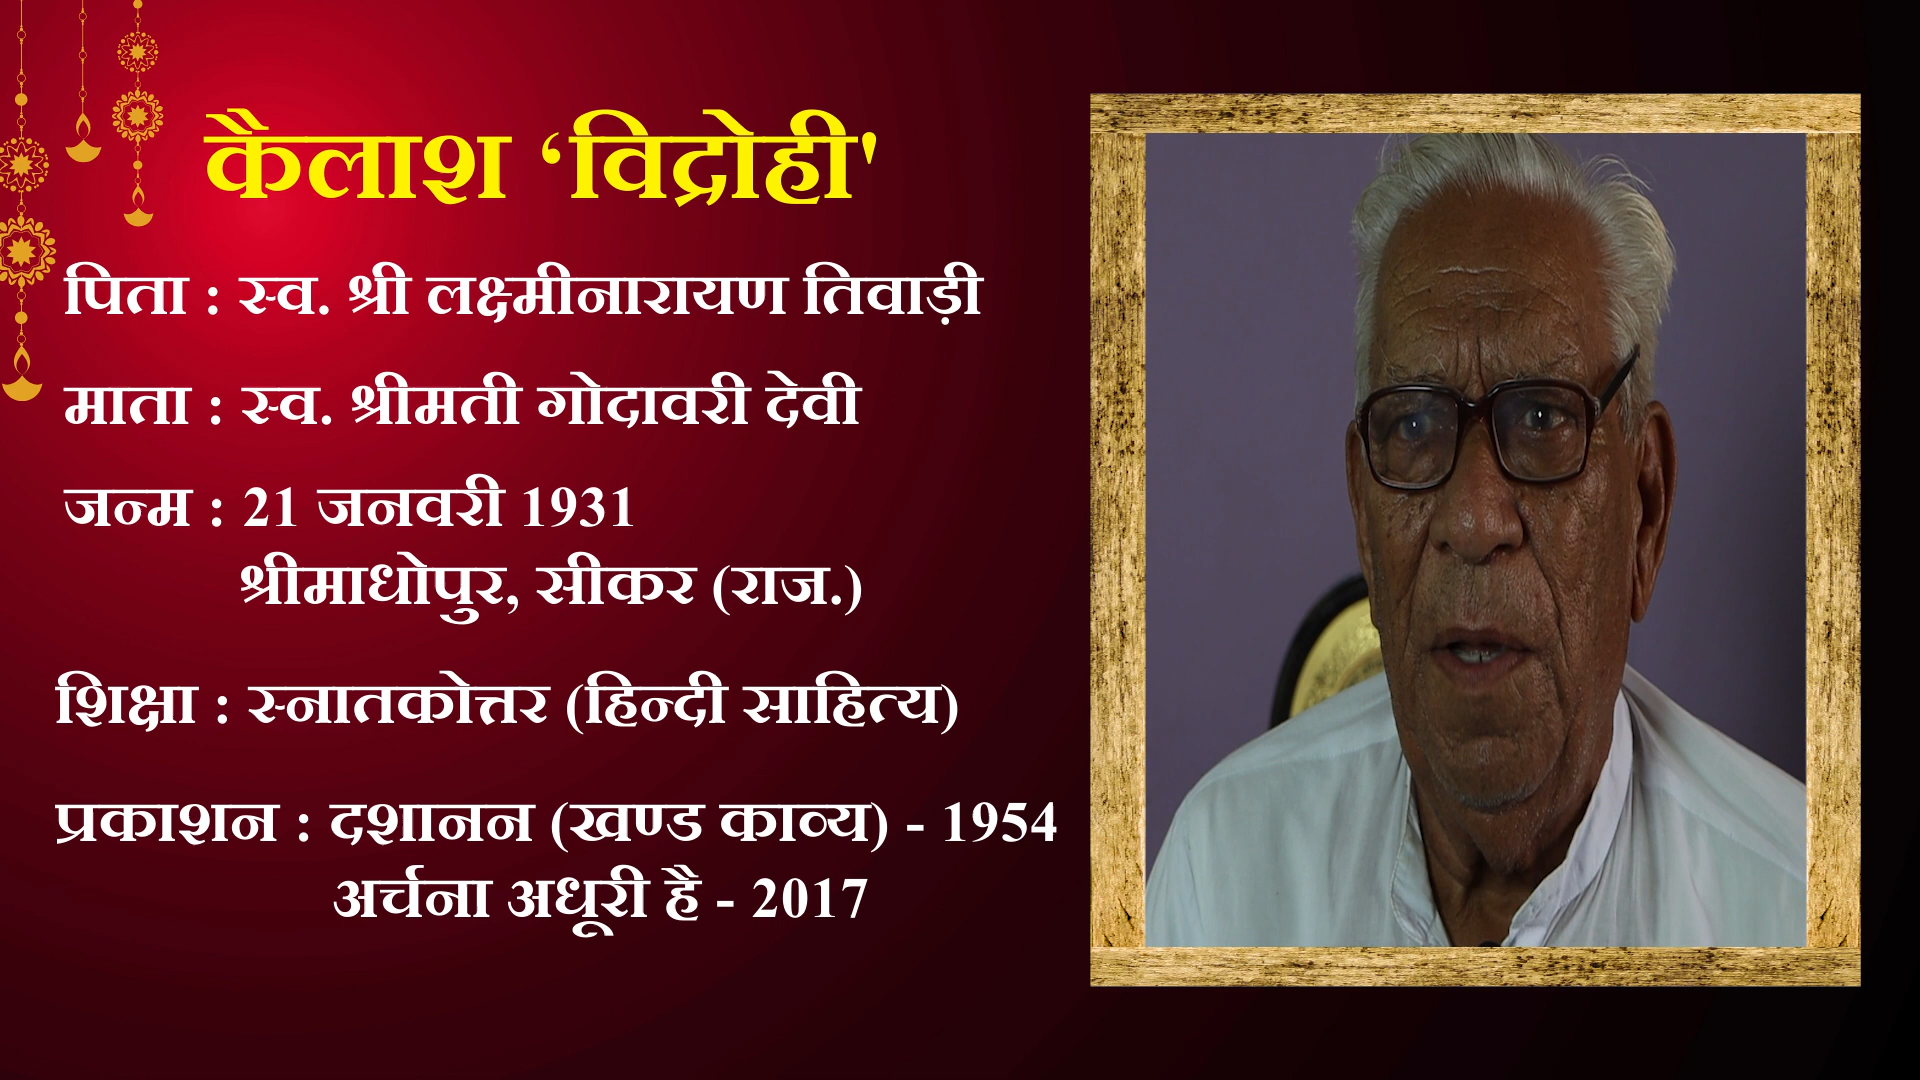 कैलाश ‘विद्रोही'
पिता : स्व. श्री लक्ष्मीनारायण तिवाड़ी
माता : स्व. श्रीमती गोदावरी देवी
जन्म : 21 जनवरी 1931
श्रीमाधोपुर, सीकर (राज.)
शिक्षा : स्नातकोत्तर (हिन्दी साहित्य)
प्रकाशन : दशानन (खण्ड काव्य) - 1954
अर्चना अधूरी है - 2017